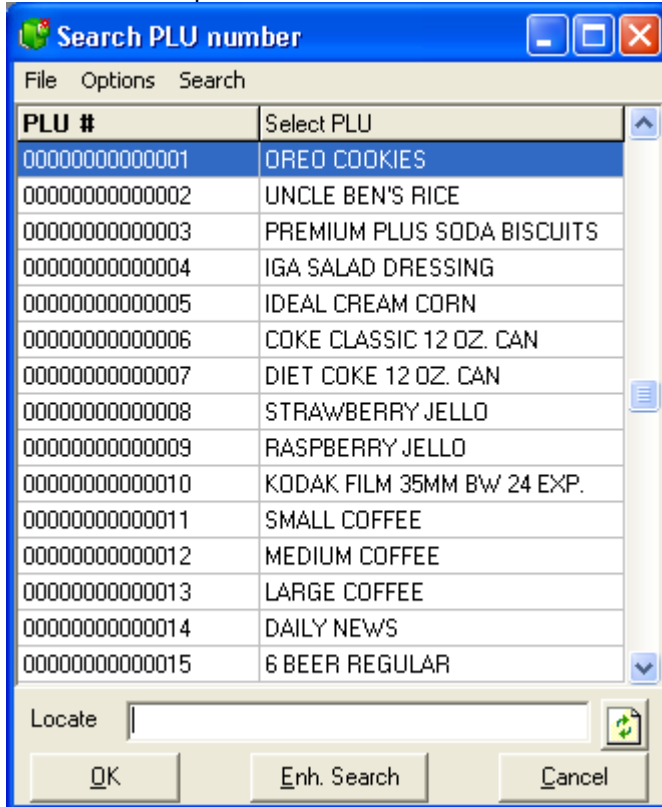 Search PLU number
File Options Search
PLU # Select PLU
00000000000001 OREO COOKIES
00000000000002 UNCLE BEN'S RICE
00000000000003 PREMIUM PLUS SODA BISCUITS
00000000000004 IGA SALAD DRESSING
00000000000005 IDEAL CREAM CORN
00000000000006 COKE CLASSIC 12 OZ. CAN
00000000000007 DIET COKE 12 OZ. CAN
00000000000008 STRAWBERRY JELLO
00000000000009 RASPBERRY JELLO
00000000000010 KODAK FILM 35MM BW 24 EXP.
00000000000011 SMALL COFFEE
00000000000012 MEDIUM COFFEE
00000000000013 LARGE COFFEE
00000000000014 DAILY NEWS
00000000000015 6 BEER REGULAR
Locate
OK Enh. Search Cancel